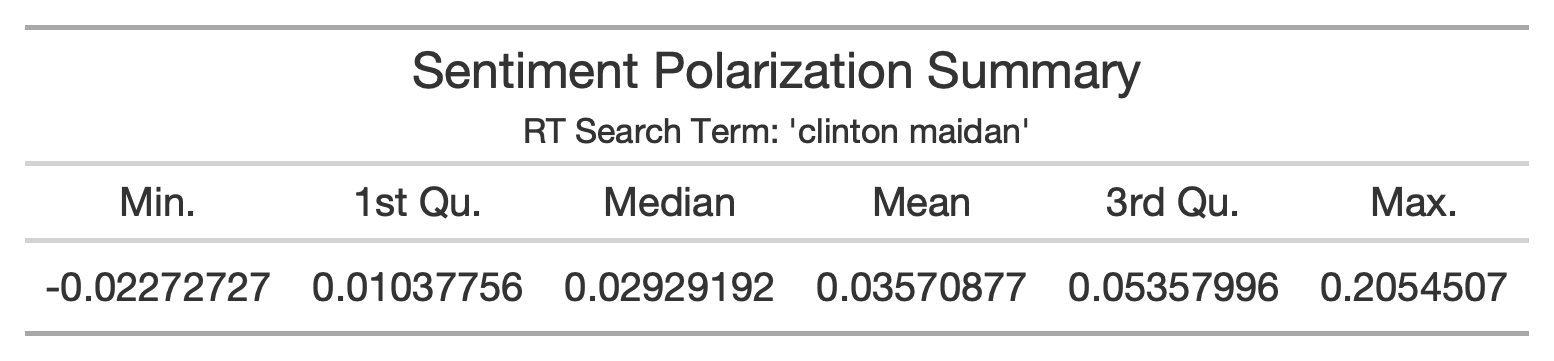 Sentiment Polarization Summary
RT Search Term: 'clinton maidan'
Min. 1st Qu. Median Mean 3rd Qu. Max.
-0.02272727 0.01037756 0.02929192 0.03570877 0.05357996 0.2054507